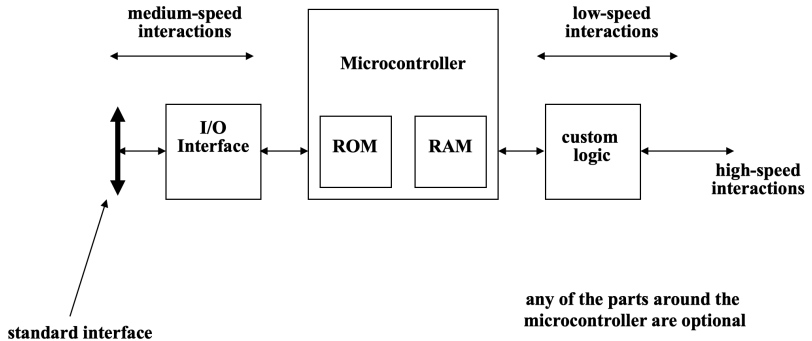 medium-speed
interactions
low-speed
interactions
Microcontroller
I/O
Interface
ROM
RAM
custom
logic
high-speed
interactions
any of the parts around the
microcontroller are optional
standard interface